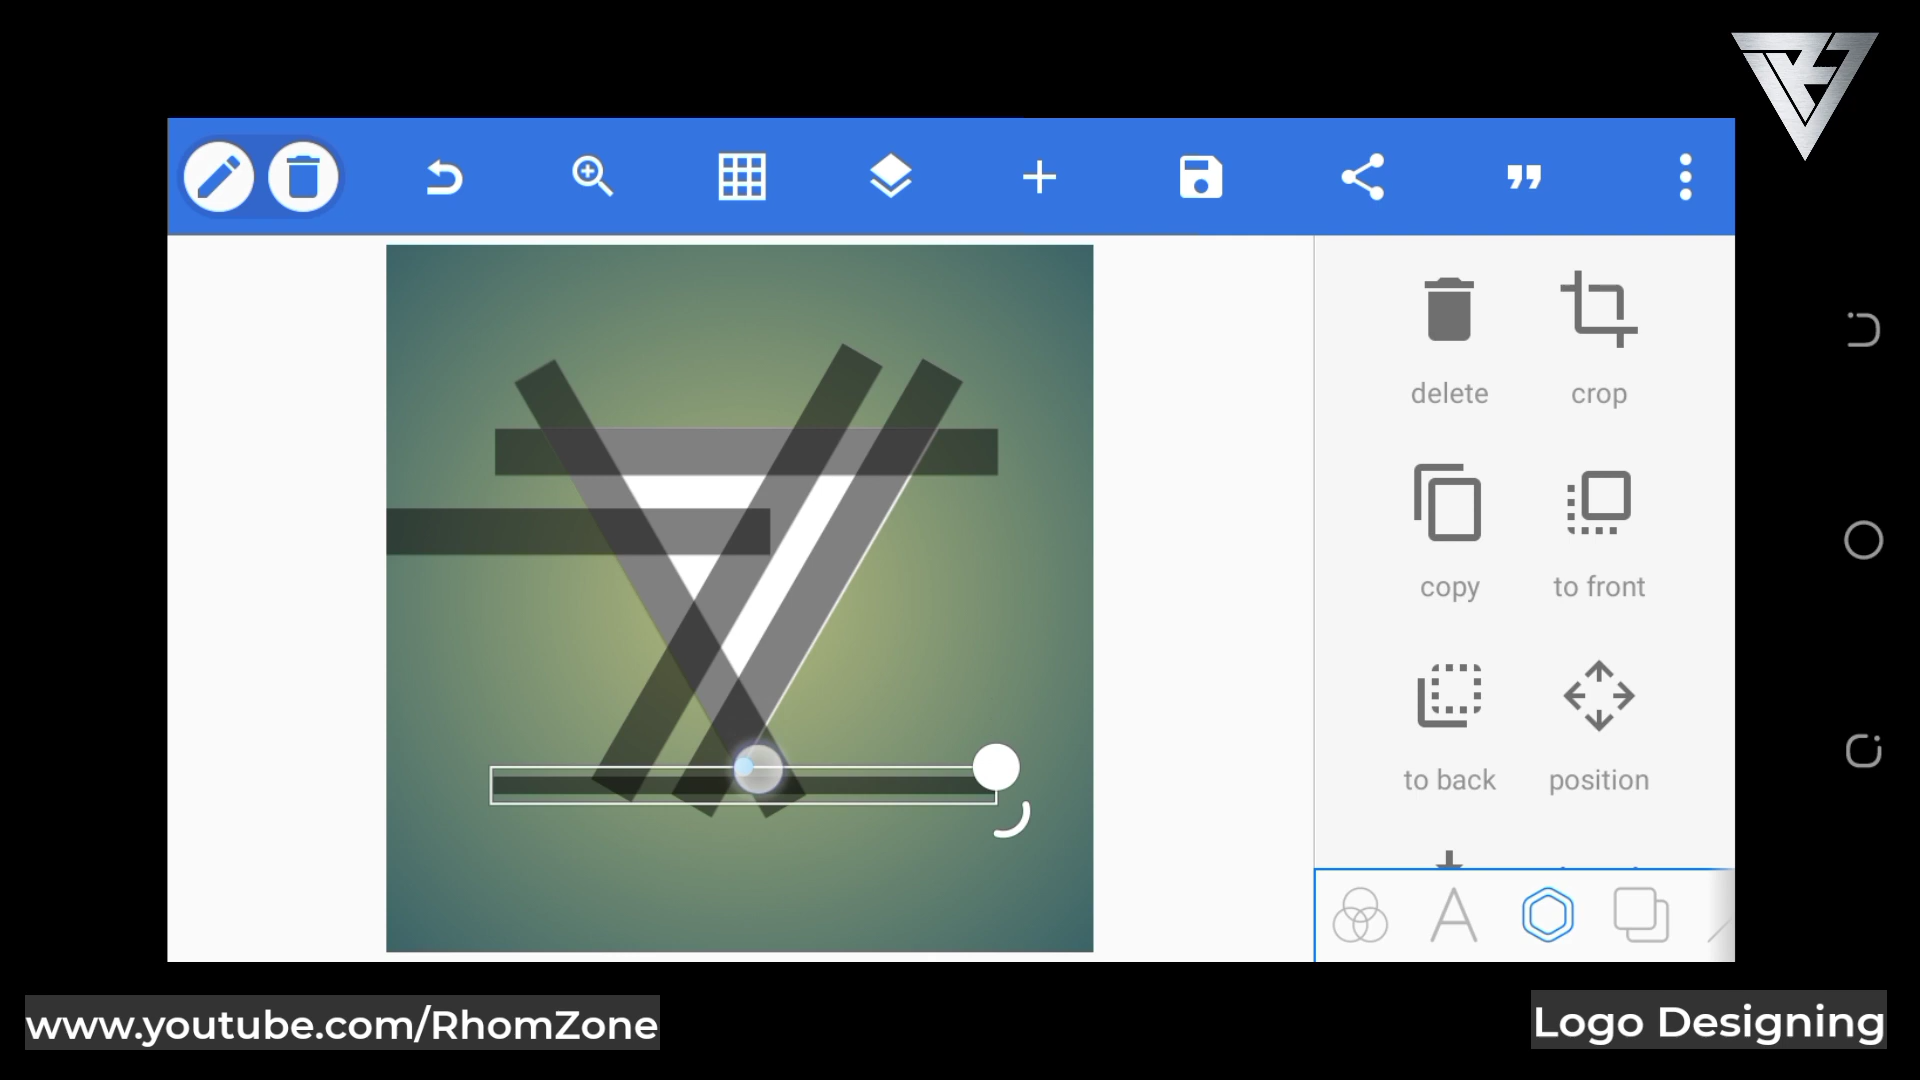 delete
crop
copy
to front
to back
position
www.youtube.com/RhomZone
Logo Designing